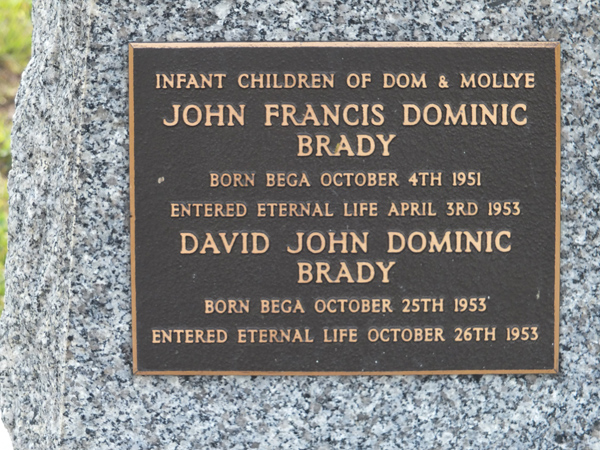 INFANT CHILDREN OF DOM & MOLLYE
JOHN FRANCIS DOMINIC
BRADY
BORN BEGA OCTOBER 4TH 1951
ENTERED ETERNAL LIFE APRIL 3RD 1953
DAVID JOHN DOMINIC
BRADY
BORN BEGA OCTOBER 25TH 1953
ENTERED ETERNAL LIFE OCTOBER 26TH 1953